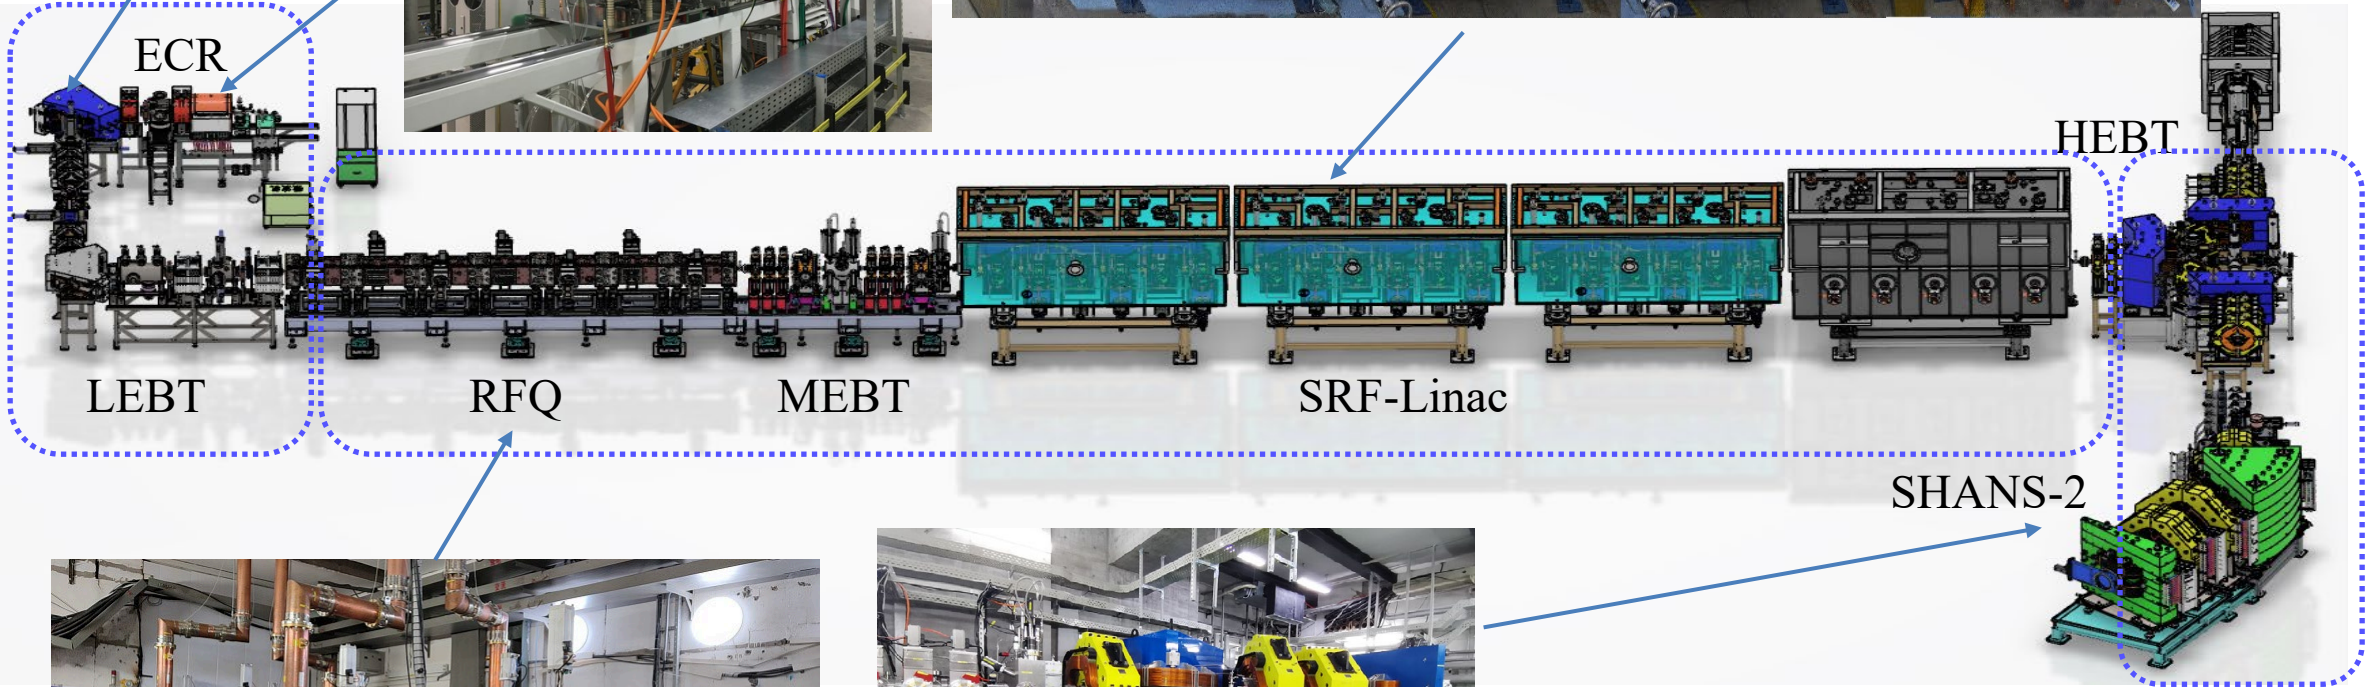 ECR
HEBT
LEBT
RFQ
MEBT
SRF-Linac
SHANS-2